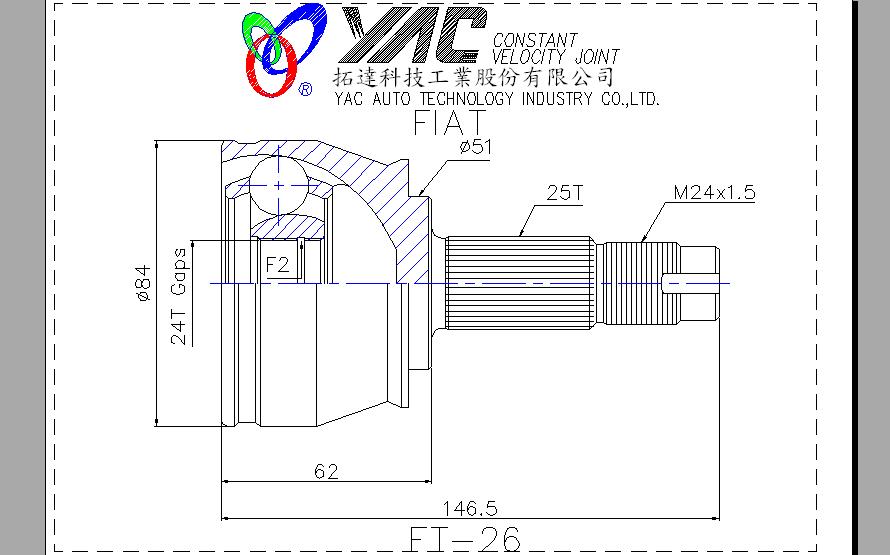 YAC CONSTANT
VELOCITY JOINT
®
拓達科技工業股份有限公司
YAC AUTO TECHNOLOGY INDUSTRY CO.,LTD.
FIAT
ø51
25T
M24x1.5
F2
ø84
24T Gaps
62
146.5
FT-26